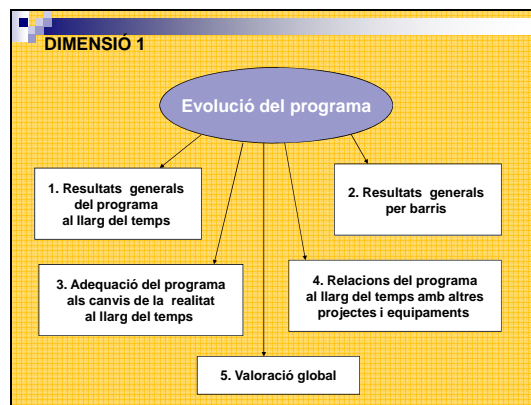 DIMENSIÓ 1
Evolució del programa
1. Resultats generals
del programa
al llarg del temps
2. Resultats generals
per barris
3. Adequació del programa
als canvis de la realitat
al llarg del temps
4. Relacions del programa
al llarg del temps amb altres
projectes i equipaments
5. Valoració global